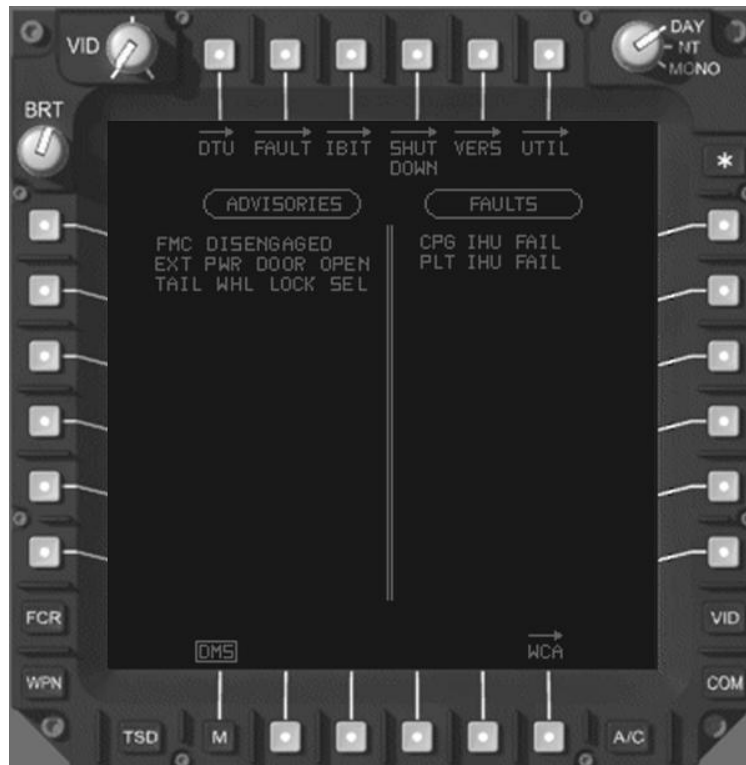 VID
DAY
NT
MONO
BRT
DTU FAULT IBIT SHUT DOWN VERS UTIL
*
ADVISORIES
FMC DISENGAGED
EXT PWR DOOR OPEN
TAIL WHL LOCK SEL
FAULTS
CPG IHU FAIL
PLT IHU FAIL
FCR
VID
DMS
WCA
WPN
COM
TSD
M
A/C